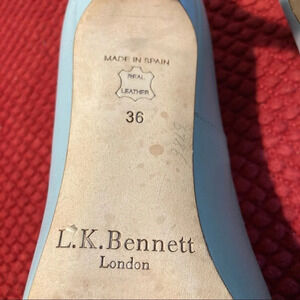 MADE IN SPAIN
REAL
LEATHER
36
L.K.Bennett
London